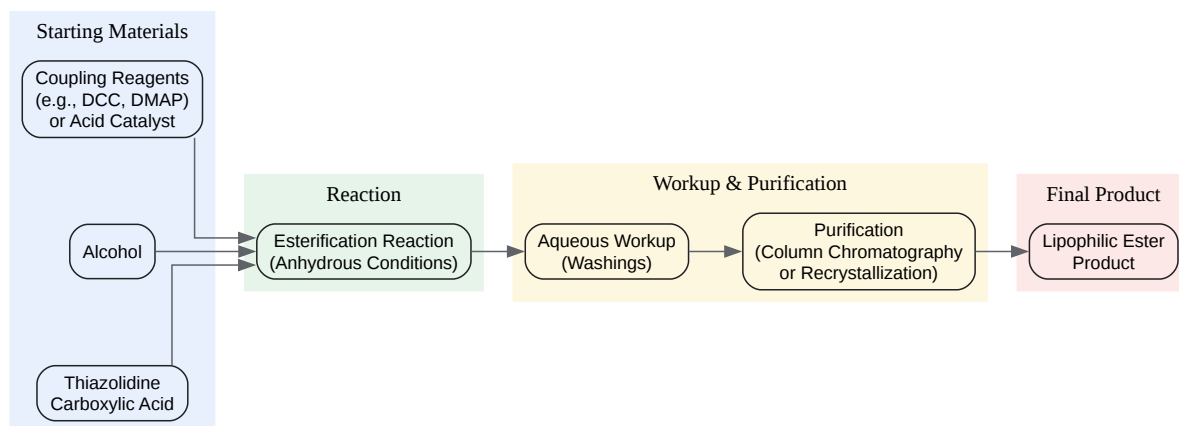 Starting Materials
Coupling Reagents
(e.g., DCC, DMAP)
or Acid Catalyst
Alcohol
Thiazolidine
Carboxylic Acid
Reaction
Esterification Reaction
(Anhydrous Conditions)
Workup & Purification
Aqueous Workup
(Washings)
Purification
(Column Chromatography
or Recrystallization)
Final Product
Lipophilic Ester
Product